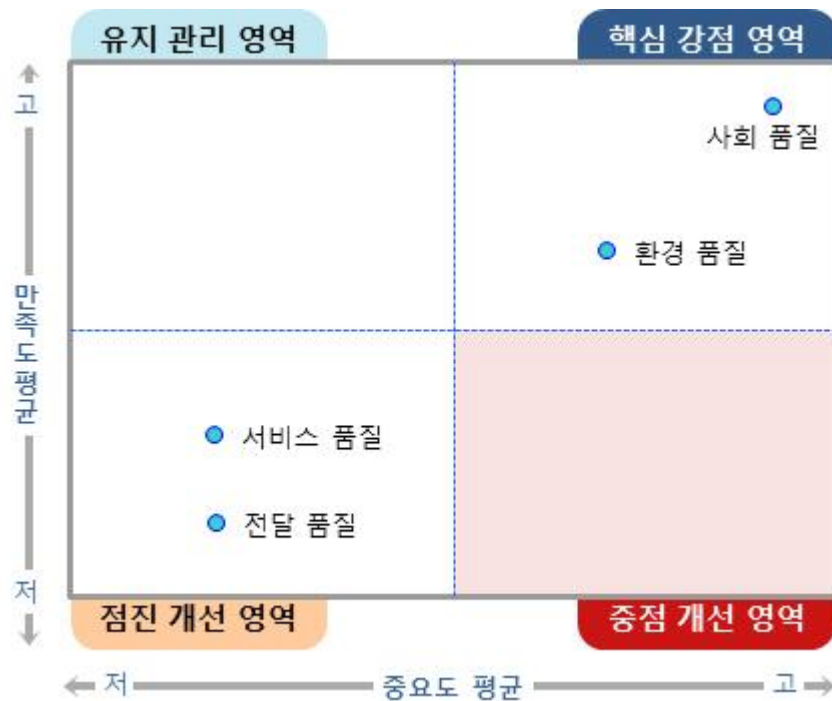 유지 관리 영역
핵심 강점 영역
고
사회 품질
환경 품질
만족도평균
서비스 품질
전달 품질
저
점진 개선 영역
중점 개선 영역
저
중요도 평균
고